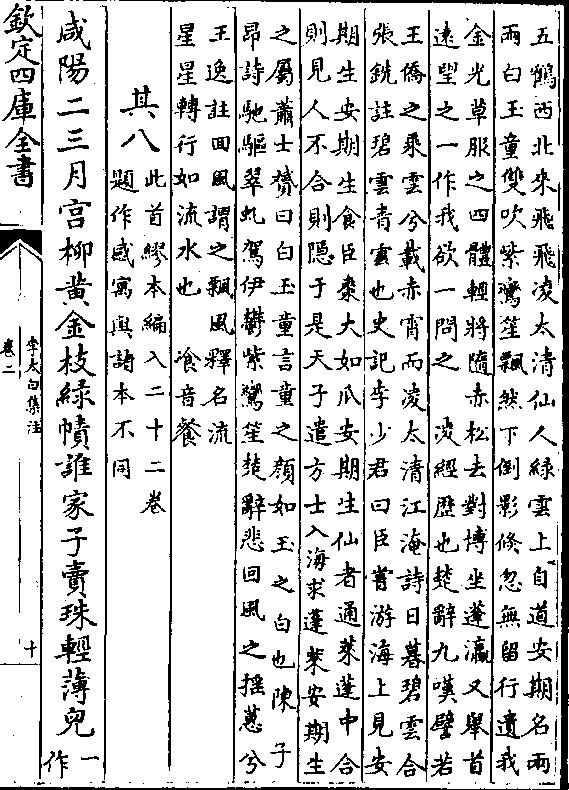 五鶴西北來飛飛凌太清仙人綠雲上自道安期名兩
兩白玉童雙吹紫鸞笙飄然下倒影倏忽無留行遺我
金光草服之四體輕將隨赤松去對博坐蓬瀛又舉首
遠望之一作我欲一問之　凌經歴也楚辭九嘆譬若
王僑之乘雲兮載赤霄而凌太清江淹詩日暮碧雲合
張銑註碧雲青雲也史記李少君曰臣嘗游海上見安
期生安期生食臣棗大如瓜安期生仙者通萊蓬中合
則見人不合則隠于是天子遣方士入海求蓬萊安期生
之屬蕭士贇曰白玉童言童之顔如玉之白也陳子
昂詩馳驅翠虬駕伊鬱紫鸞笙楚辭悲回風之揺蕙兮
王逸註回風謂之飄風釋名流
星星轉行如流水也　飡音餐
其八
此首繆本編入二十二卷
題作感寓與諸本不同
咸陽二三月宮柳黄金枝綠幘誰家子賣珠輕薄兒
一
作
欽定四庫全書
李太白集注
卷二
十